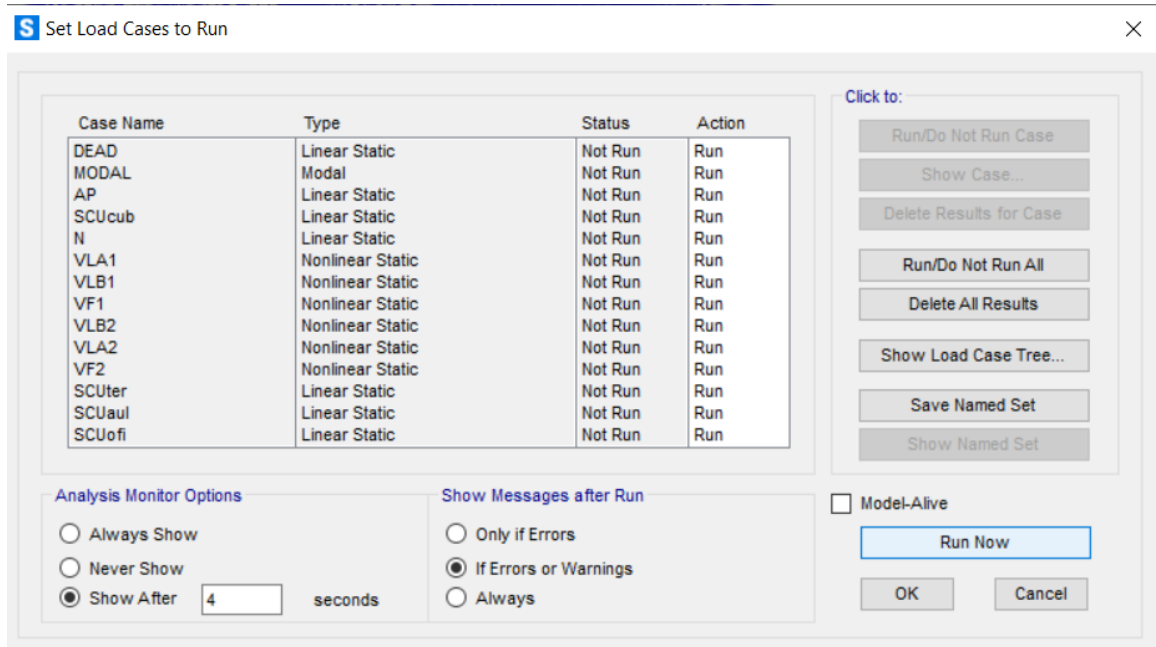 S Set Load Cases to Run
Case Name Type Status Action
DEAD Linear Static Not Run Run
MODAL Modal Not Run Run
AP Linear Static Not Run Run
SCUcub Linear Static Not Run Run
N Linear Static Not Run Run
VLA1 Nonlinear Static Not Run Run
VLB1 Nonlinear Static Not Run Run
VF1 Nonlinear Static Not Run Run
VLB2 Nonlinear Static Not Run Run
VLA2 Nonlinear Static Not Run Run
VF2 Nonlinear Static Not Run Run
SCUter Linear Static Not Run Run
SCUaul Linear Static Not Run Run
SCUofi Linear Static Not Run Run
Click to:
Run/Do Not Run Case
Show Case...
Delete Results for Case
Run/Do Not Run All
Delete All Results
Show Load Case Tree...
Save Named Set
Show Named Set
Analysis Monitor Options
Always Show
Never Show
Show After 4 seconds
Show Messages after Run
Only if Errors
If Errors or Warnings
Always
Model-Alive
Run Now
OK Cancel